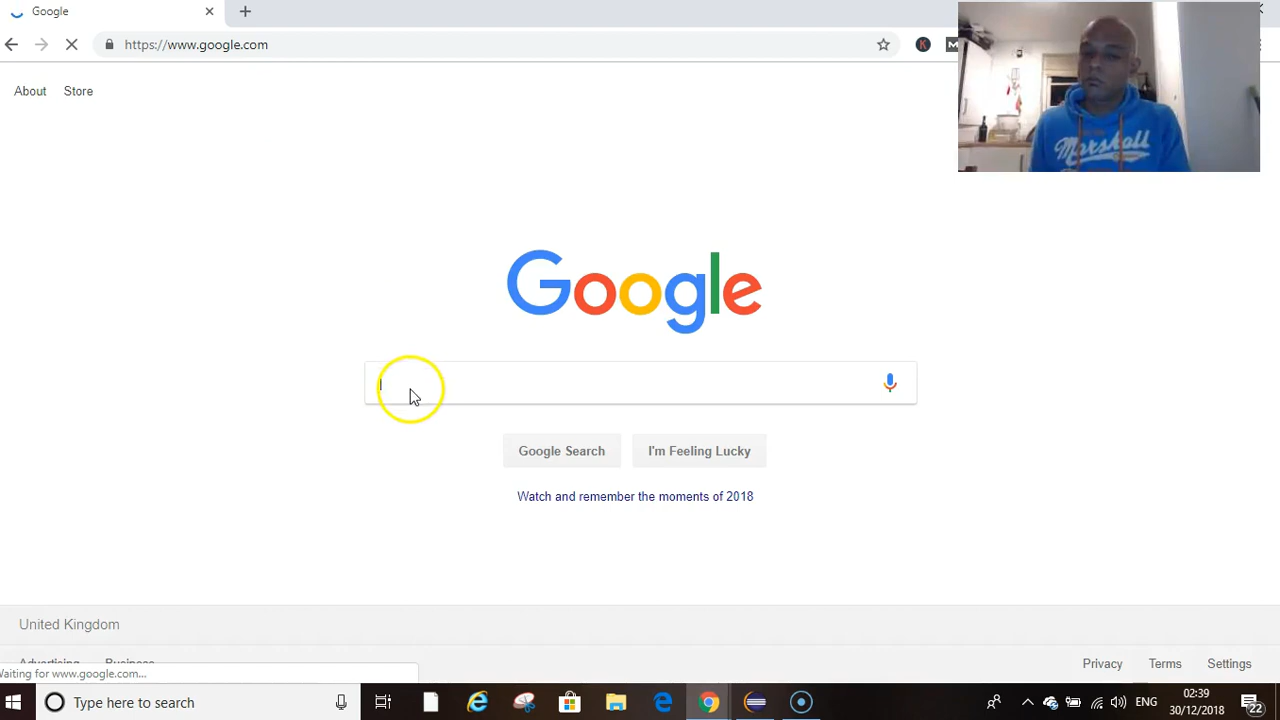 Google
https://www.google.com
K
M
About
Store
Marshall
Google
Google Search
I'm Feeling Lucky
Watch and remember the moments of 2018
United Kingdom
Privacy
Terms
Settings
Waiting for www.google.com...
Type here to search
ENG
02:39
30/12/2018
22